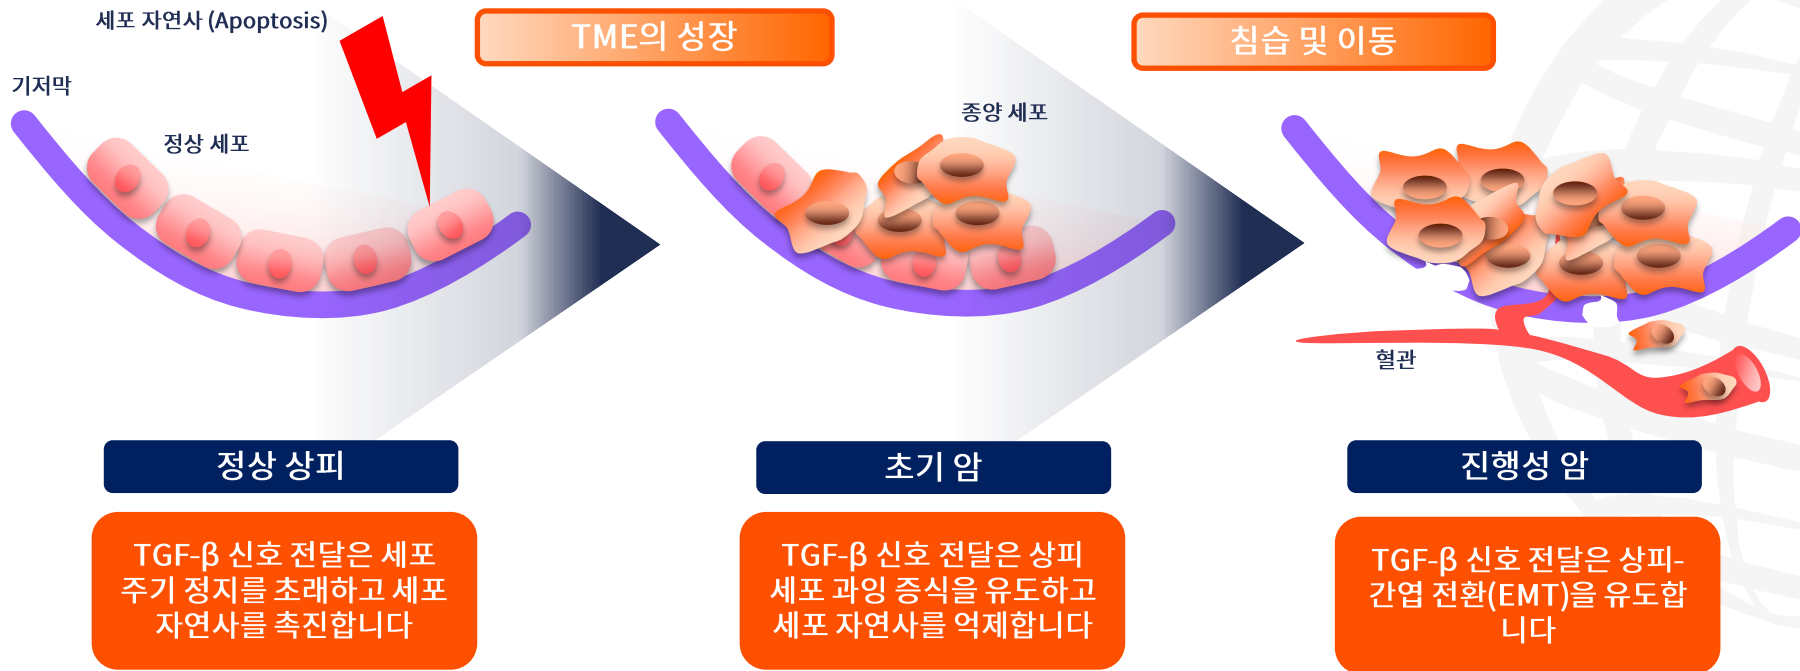 세포 자연사 (Apoptosis)
TME의 성장
침습 및 이동
기저막
정상 세포
종양 세포
혈관
정상 상피
초기 암
진행성 암
TGF-β 신호 전달은 세포
주기 정지를 초래하고 세포
자연사를 촉진합니다
TGF-β 신호 전달은 상피
세포 과잉 증식을 유도하고
세포 자연사를 억제합니다
TGF-β 신호 전달은 상피-
간엽 전환(EMT)을 유도합
니다